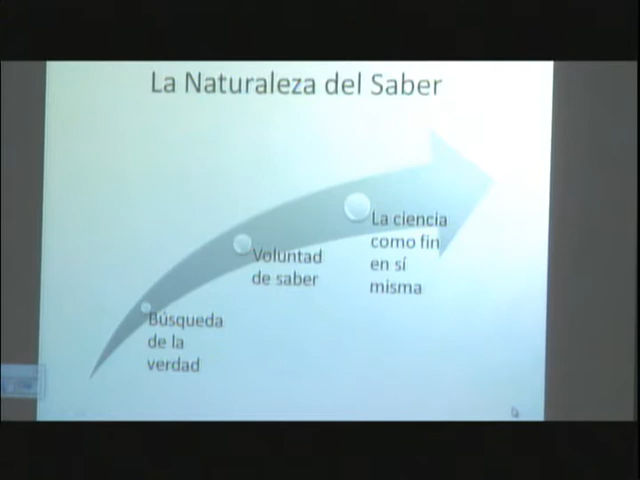 La Naturaleza del Saber
La ciencia
como fin
en sí
misma
Voluntad
de saber
Búsqueda
de la
verdad